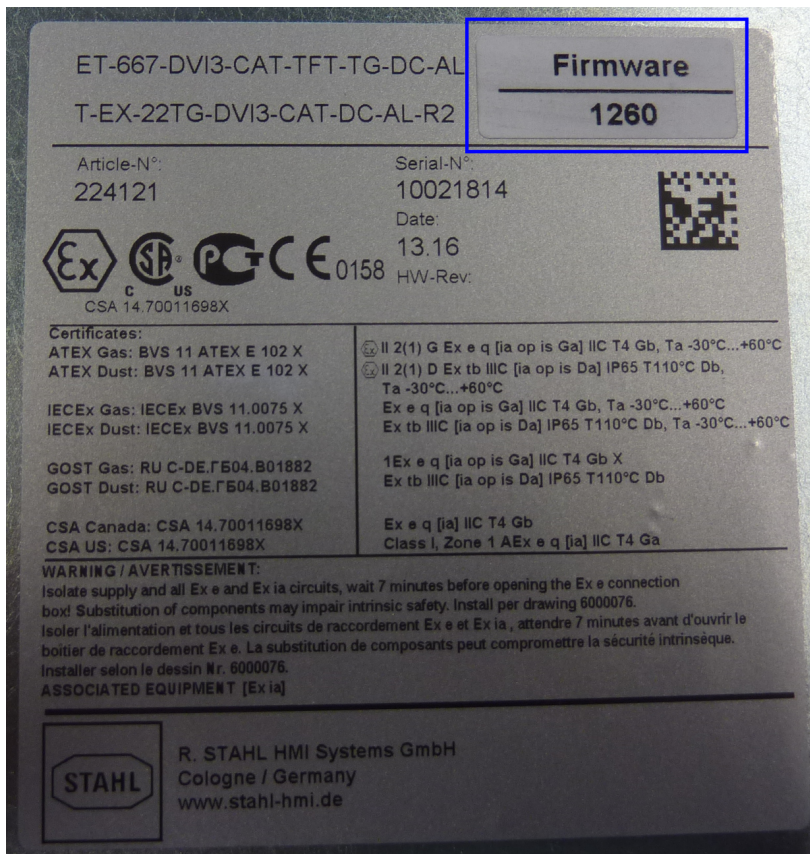 ET-667-DVI3-CAT-TFT-TG-DC-AL
T-EX-22TG-DVI3-CAT-DC-AL-R2
Firmware
1260
Article-N°:
224121
Serial-N°:
10021814
Date:
13.16
HW-Rev:
Ex
SA
C US
PCT
CE 0158
CSA 14.70011698X
Certificates:
ATEX Gas: BVS 11 ATEX E 102 X
ATEX Dust: BVS 11 ATEX E 102 X
IECEx Gas: IECEx BVS 11.0075 X
IECEx Dust: IECEx BVS 11.0075 X
GOST Gas: RU C-DE.ГБ04.B01882
GOST Dust: RU C-DE.ГБ04.B01882
CSA Canada: CSA 14.70011698X
CSA US: CSA 14.70011698X
Ex II 2(1) G Ex e q [ia op is Ga] IIC T4 Gb, Ta -30°C...+60°C
Ex II 2(1) D Ex tb IIIC [ia op is Da] IP65 T110°C Db,
Ta -30°C...+60°C
Ex e q [ia op is Ga] IIC T4 Gb, Ta -30°C...+60°C
Ex tb IIIC [ia op is Da] IP65 T110°C Db, Ta -30°C...+60°C
1Ex e q [ia op is Ga] IIC T4 Gb X
Ex tb IIIC [ia op is Da] IP65 T110°C Db
Ex e q [ia] IIC T4 Gb
Class I, Zone 1 AEx e q [ia] IIC T4 Ga
WARNING / AVERTISSEMENT:
Isolate supply and all Ex e and Ex ia circuits, wait 7 minutes before opening the Ex e connection
box! Substitution of components may impair intrinsic safety. Install per drawing 6000076.
Isoler l'alimentation et tous les circuits de raccordement Ex e et Ex ia , attendre 7 minutes avant d'ouvrir le
boitier de raccordement Ex e. La substitution de composants peut compromettre la sécurité intrinsèque.
Installer selon le dessin Nr. 6000076.
ASSOCIATED EQUIPMENT [Ex ia]
STAHL
R. STAHL HMI Systems GmbH
Cologne / Germany
www.stahl-hmi.de